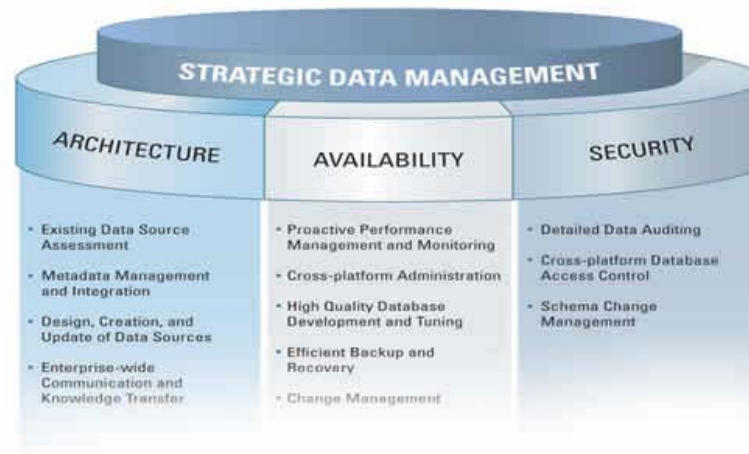 STRATEGIC DATA MANAGEMENT
ARCHITECTURE
• Existing Data Source
Assessment
• Metadata Management
and Integration
• Design, Creation, and
Update of Data Sources
• Enterprise-wide
Communication and
Knowledge Transfer
AVAILABILITY
• Proactive Performance
Management and Monitoring
• Cross-platform Administration
• High Quality Database
Development and Tuning
• Efficient Backup and
Recovery
• Change Management
SECURITY
• Detailed Data Auditing
• Cross-platform Database
Access Control
• Schema Change
Management